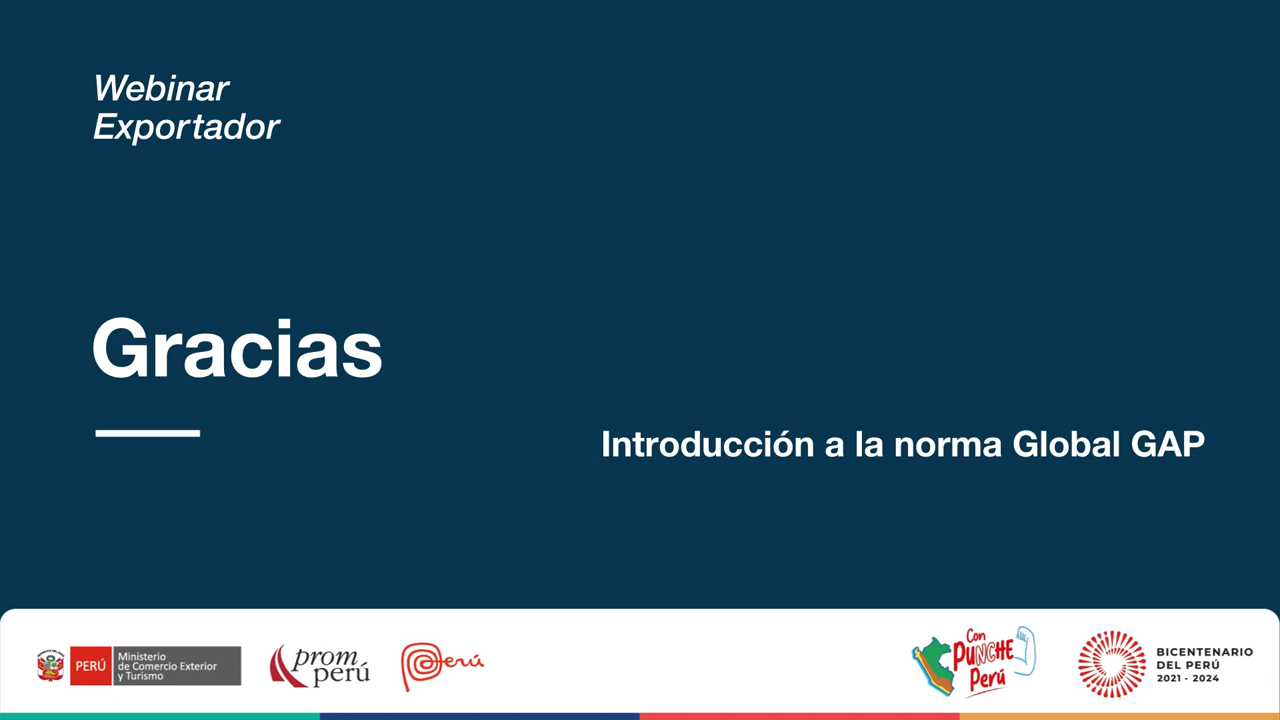 Webinar
Exportador
Gracias
Introducción a la norma Global GAP
PERÚ
Ministerio
de Comercio Exterior
y Turismo
prom
perú
Perú
Con
PUNCHE
Perú
BICENTENARIO
DEL PERÚ
2021 - 2024